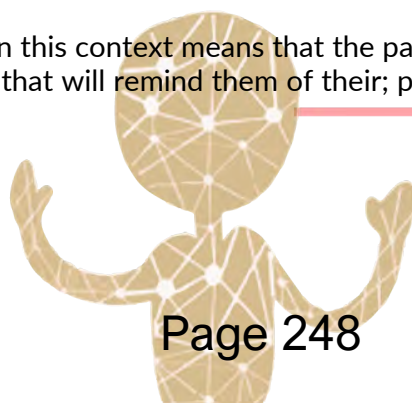 n this context means that the pa
that will remind them of their; p
Page 248